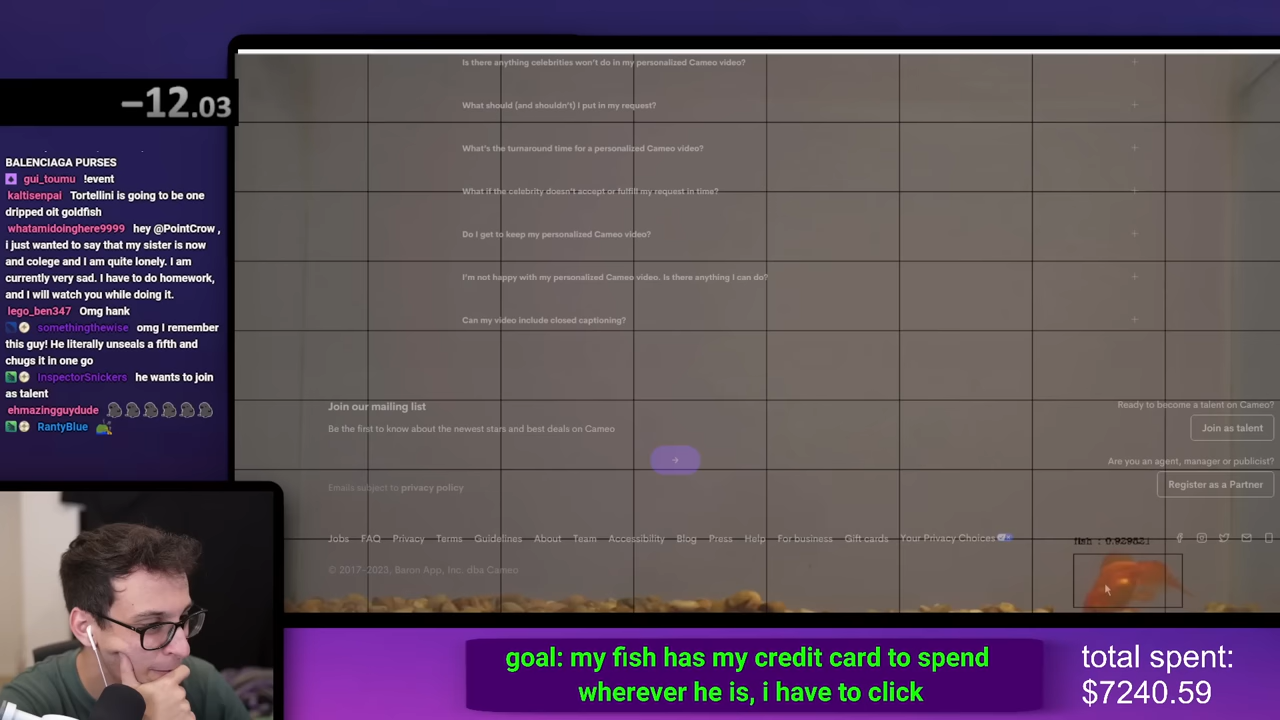 -12.03
BALENCIAGA PURSES
gui_toumu !event
kaltisenpai Tortellini is going to be one
dripped olt goldfish
whatamidoinghere9999 hey @PointCrow ,
i just wanted to say that my sister is now
and colege and I am quite lonely. I am
currently very sad. I have to do homework,
and I will watch you while doing it.
lego_ben347 Omg hank
somethingthewise omg I remember
this guy! He literally unseals a fifth and
chugs it in one go
InspectorSnickers he wants to join
as talent
ehmazingguydude
RantyBlue
Is there anything celebrities won't do in my personalized Cameo video? +
What should (and shouldn't) I put in my request? +
What's the turnaround time for a personalized Cameo video? +
What if the celebrity doesn't accept or fulfill my request in time? +
Do I get to keep my personalized Cameo video? +
I'm not happy with my personalized Cameo video. Is there anything I can do? +
Can my video include closed captioning? +
Join our mailing list
Be the first to know about the newest stars and best deals on Cameo
Emails subject to privacy policy
Ready to become a talent on Cameo?
Join as talent
Are you an agent, manager or publicist?
Register as a Partner
Jobs FAQ Privacy Terms Guidelines About Team Accessibility Blog Press Help For business Gift cards Your Privacy Choices
© 2017-2023, Baron App, Inc. dba Cameo
fish : 0.929821
goal: my fish has my credit card to spend
wherever he is, i have to click
total spent:
$7240.59